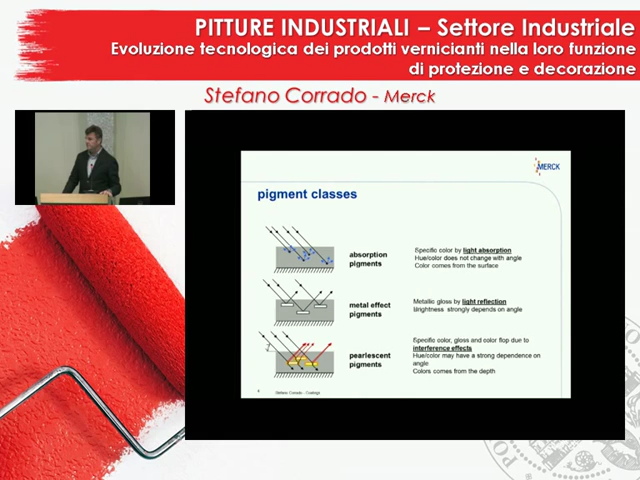 PITTURE INDUSTRIALI – Settore Industriale
Evoluzione tecnologica dei prodotti vernicianti nella loro funzione
di protezione e decorazione
Stefano Corrado - Merck
MERCK
pigment classes
absorption
pigments
Specific color by light absorption
Hue/color does not change with angle
Color comes from the surface
metal effect
pigments
Metallic gloss by light reflection
Brightness strongly depends on angle
pearlescent
pigments
Specific color, gloss and color flop due to
interference effects
Hue/color may have a strong dependence on
angle
Colors comes from the depth
4
Stefano Corrado - Coatings